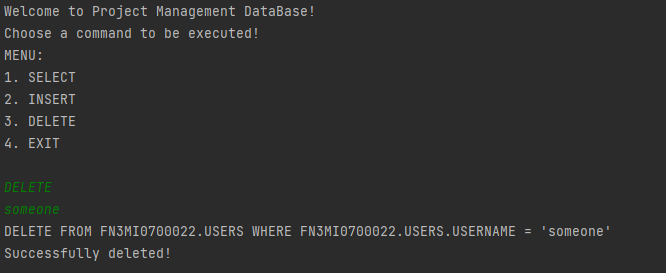 Welcome to Project Management DataBase!
Choose a command to be executed!
MENU:
1. SELECT
2. INSERT
3. DELETE
4. EXIT
DELETE
someone
DELETE FROM FN3MI0700022.USERS WHERE FN3MI0700022.USERS.USERNAME = 'someone'
Successfully deleted!